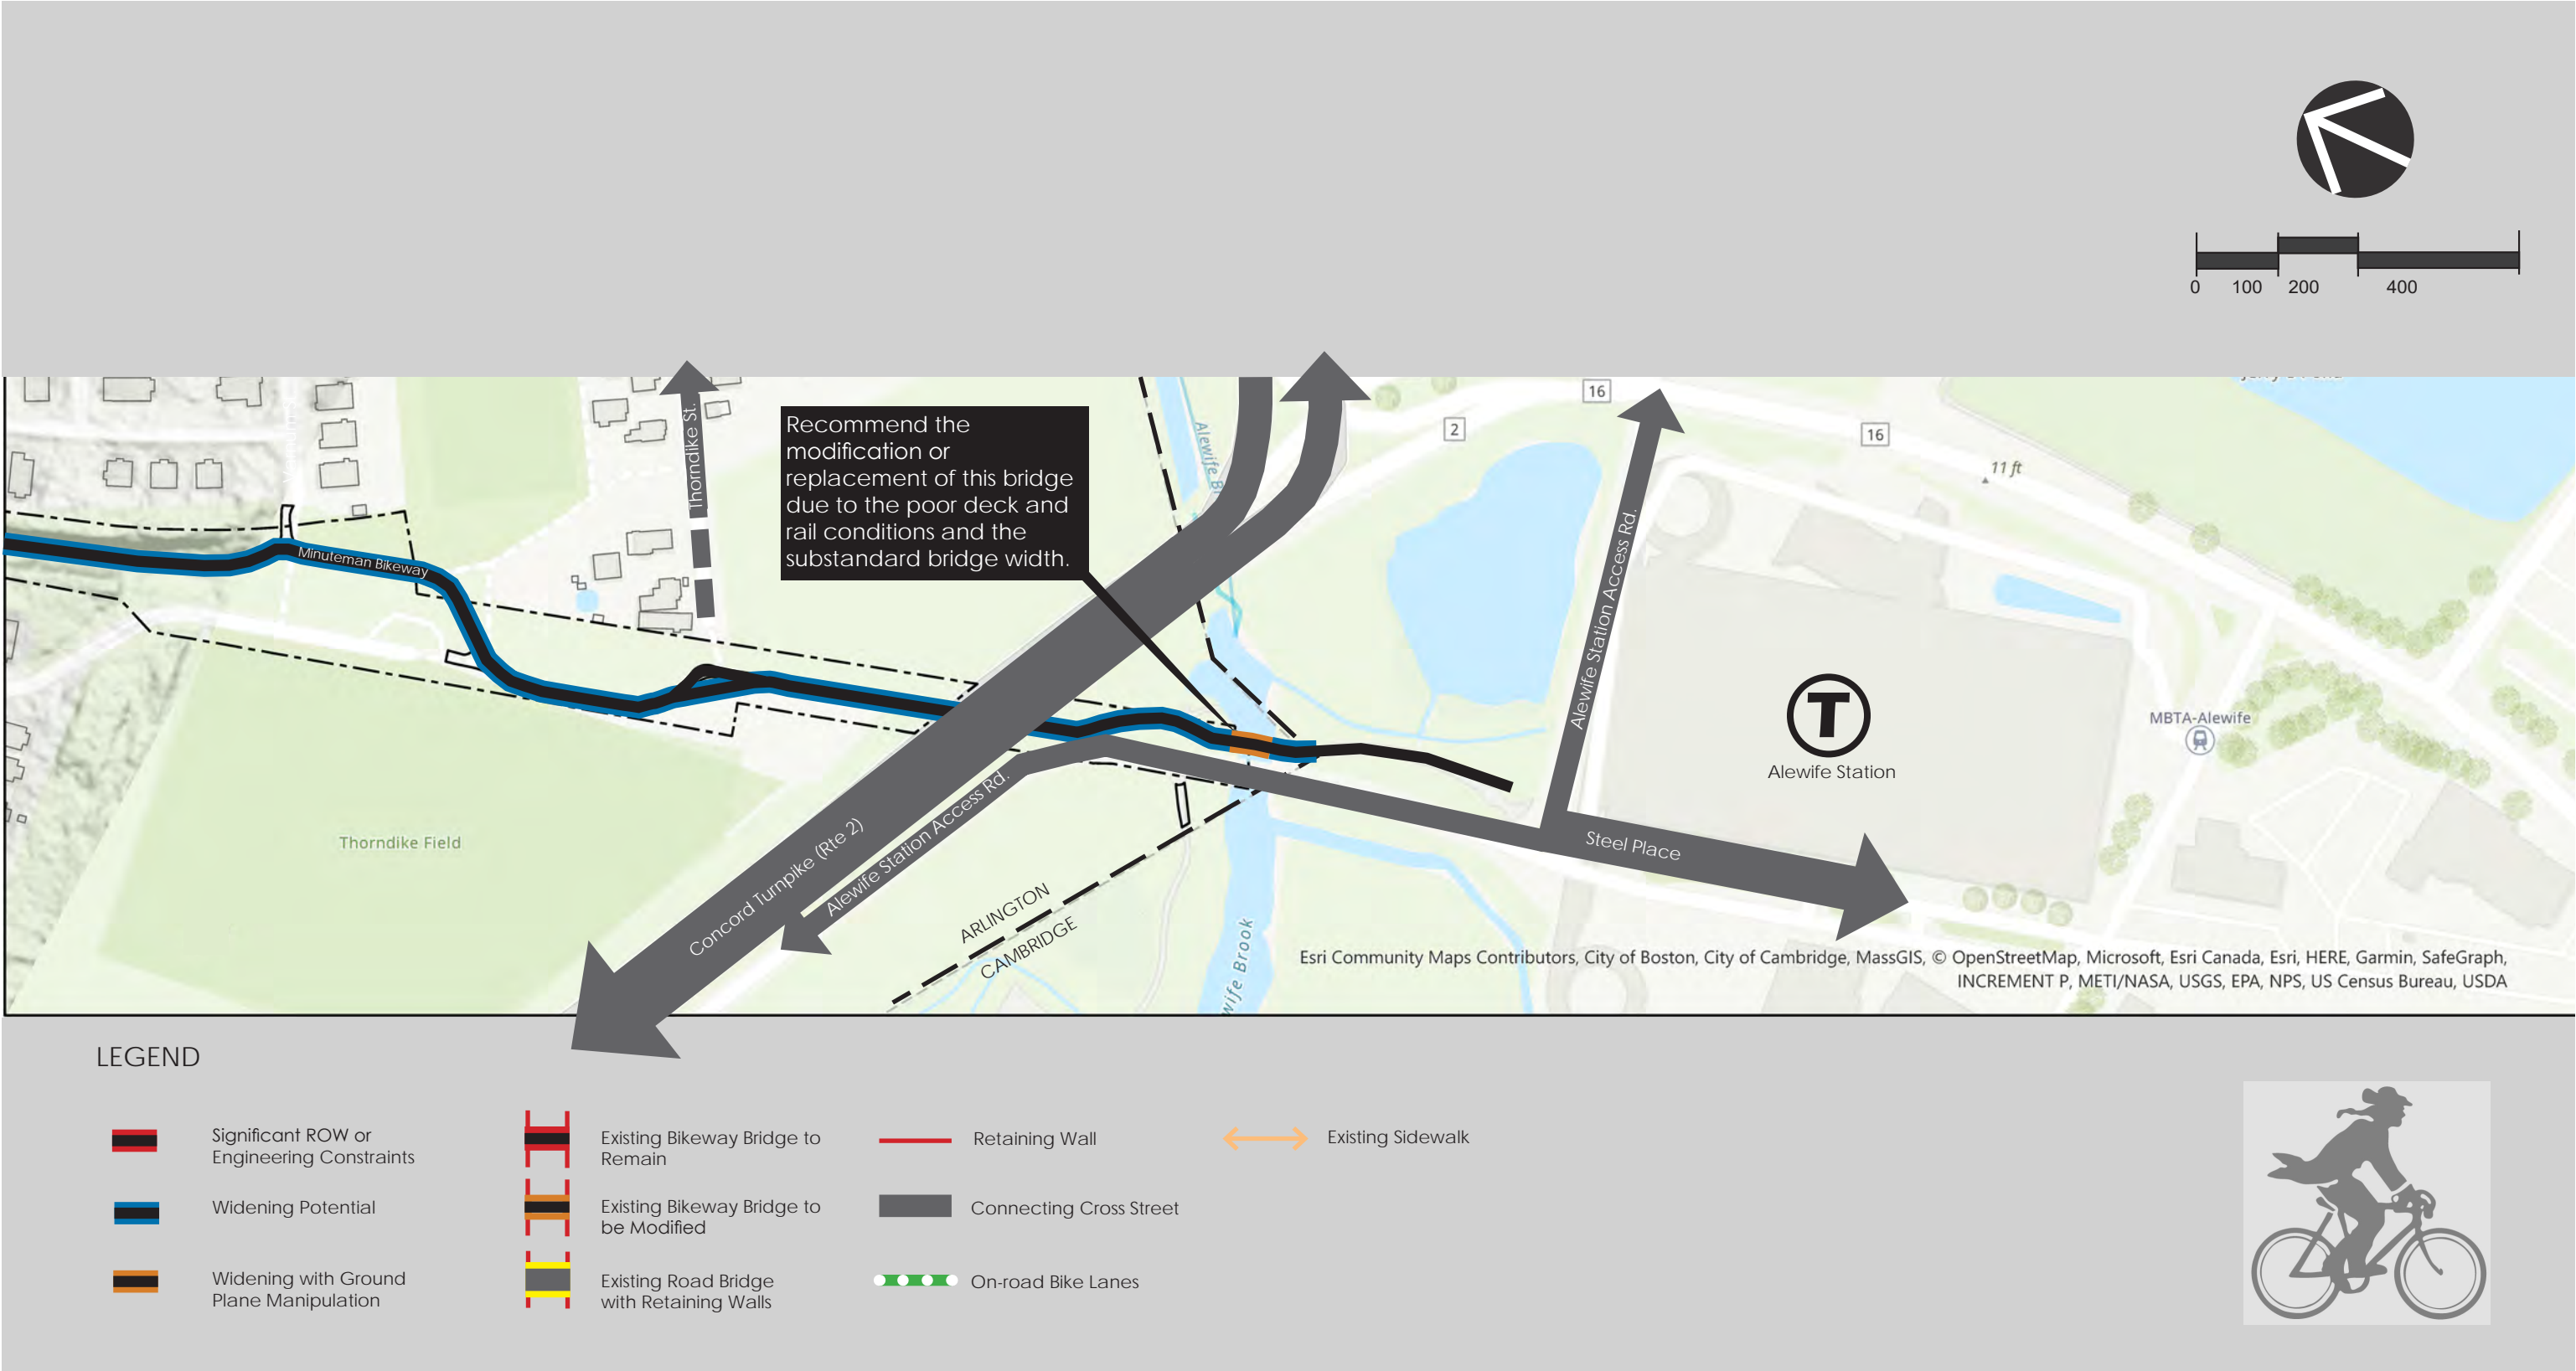 0 100 200 400
Thorndike St.
Recommend the
modification or
replacement of this bridge
due to the poor deck and
rail conditions and the
substandard bridge width.
16
2
16
11 ft
Minuteman Bikeway
Alewife Station Access Rd.
T
Alewife Station
MBTA-Alewife
Thorndike Field
Concord Turnpike (Rte 2)
Alewife Station Access Rd.
Steel Place
ARLINGTON
CAMBRIDGE
Brook
Esri Community Maps Contributors, City of Boston, City of Cambridge, MassGIS, © OpenStreetMap, Microsoft, Esri Canada, Esri, HERE, Garmin, SafeGraph,
INCREMENT P, METI/NASA, USGS, EPA, NPS, US Census Bureau, USDA
LEGEND
Significant ROW or
Engineering Constraints
Widening Potential
Widening with Ground
Plane Manipulation
Existing Bikeway Bridge to
Remain
Existing Bikeway Bridge to
be Modified
Existing Road Bridge
with Retaining Walls
Retaining Wall
Connecting Cross Street
On-road Bike Lanes
Existing Sidewalk